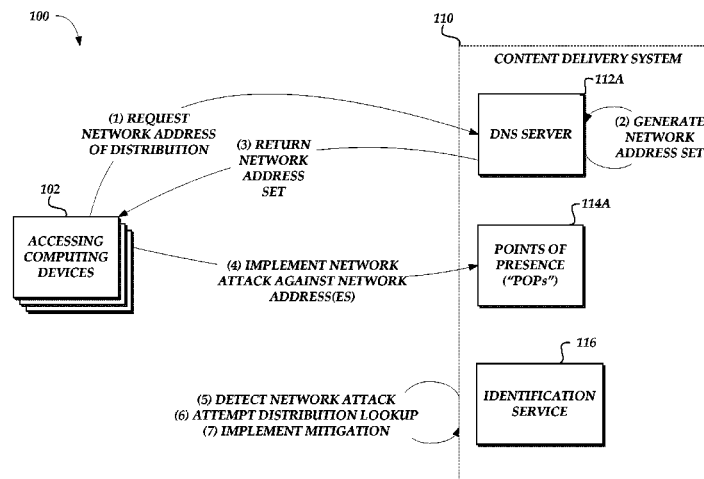 100
110
CONTENT DELIVERY SYSTEM
112A
(1) REQUEST
NETWORK ADDRESS
OF DISTRIBUTION
DNS SERVER
(2) GENERATE
NETWORK
ADDRESS SET
(3) RETURN
NETWORK
ADDRESS
SET
102
ACCESSING
COMPUTING
DEVICES
114A
POINTS OF
PRESENCE
("POPs")
(4) IMPLEMENT NETWORK
ATTACK AGAINST NETWORK
ADDRESS(ES)
116
IDENTIFICATION
SERVICE
(5) DETECT NETWORK ATTACK
(6) ATTEMPT DISTRIBUTION LOOKUP
(7) IMPLEMENT MITIGATION